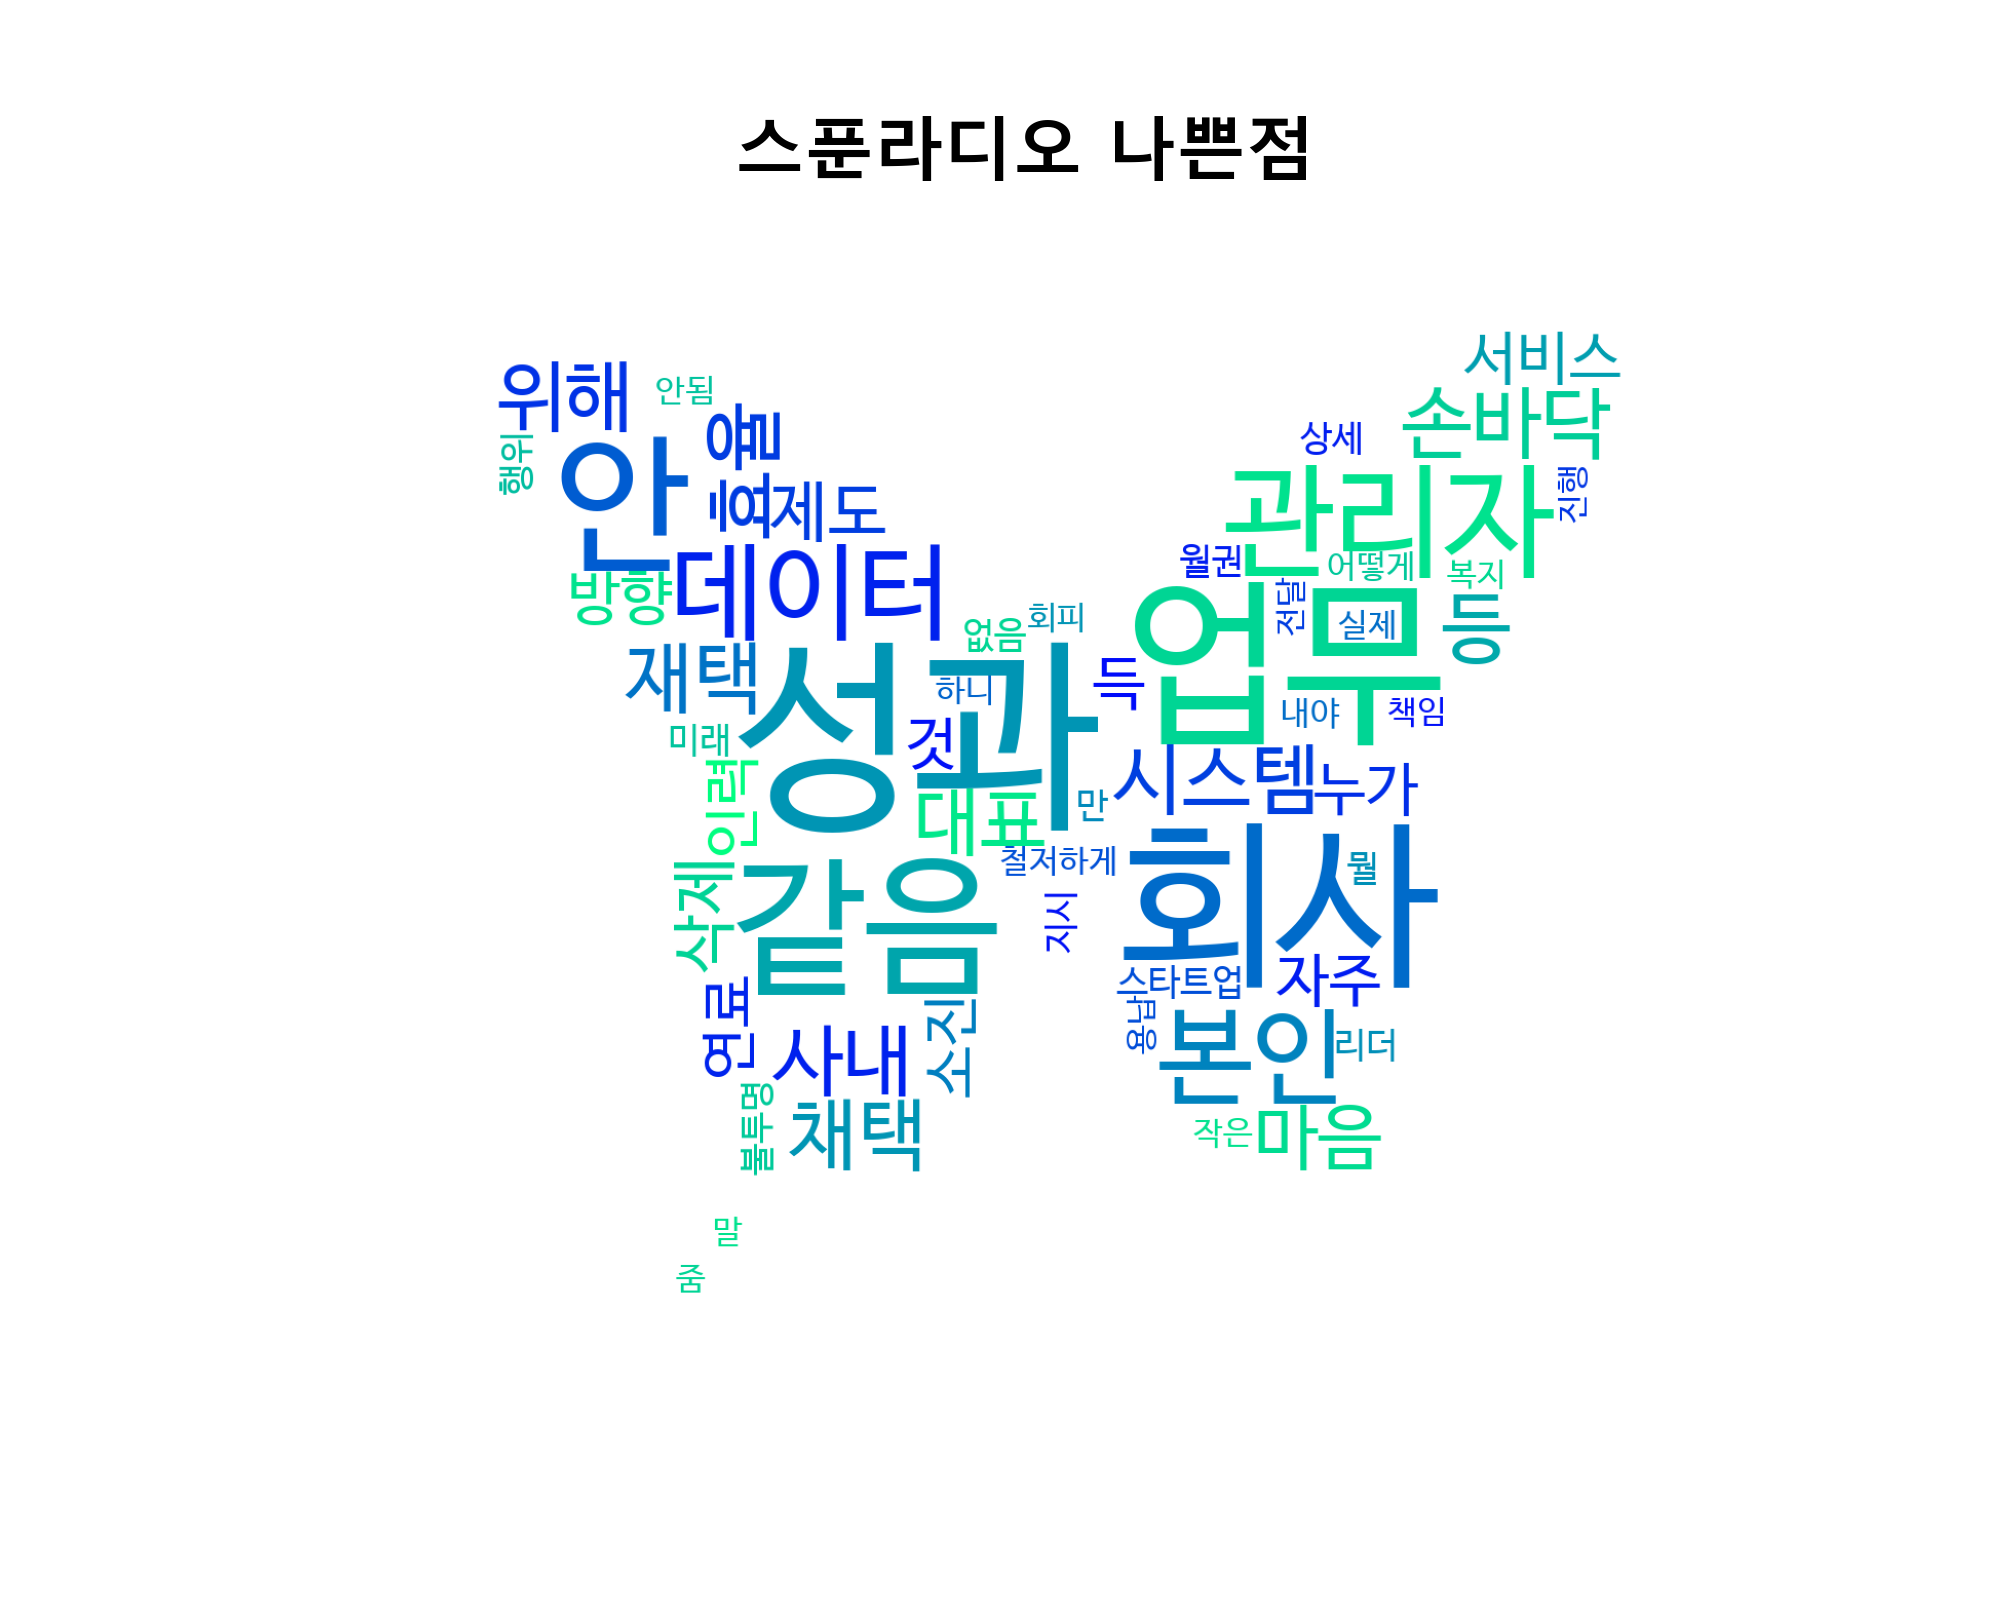 스푼라디오 나쁜점
서비스
위해
안됨
손바닥
상세
흡율
행위
안
관리자
진행
제도
데이터
월권
어떻게
복지
방향
전달
업무
실제
등
없음
회피
재택
성과
하니
득
내야
책임
미래
것
시스템
누가
인력
대표
만
철저하게
회사
뭘
삭제
같음
지시
스타트업
자주
연료
사내
소진
용납
본인
리더
불투명
채택
작은
마음
말
줌